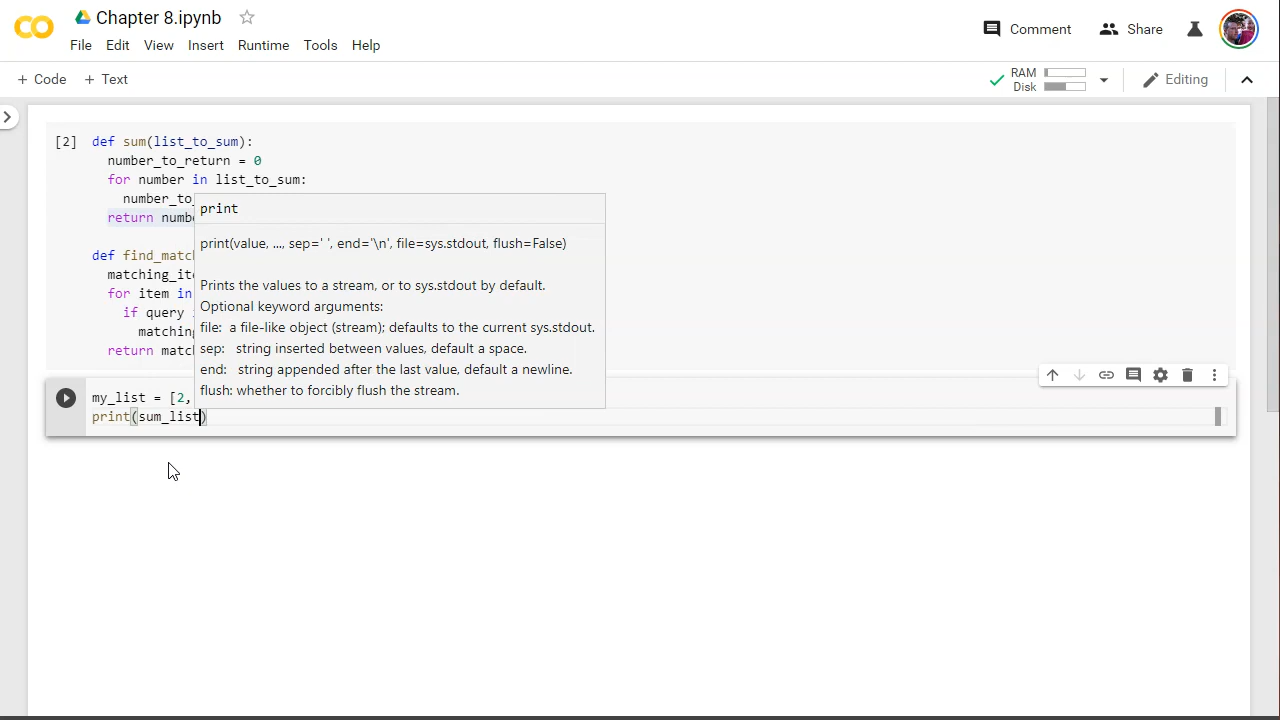 CO
Chapter 8.ipynb
File Edit View Insert Runtime Tools Help
Comment
Share
+ Code + Text
RAM
Disk
Editing
[2] def sum(list_to_sum):
number_to_return = 0
for number in list_to_sum:
number_to_
return numbe
def find_match
matching_ite
for item in
if query i
matching
return matc
print
print(value, ..., sep=' ', end='\n', file=sys.stdout, flush=False)
Prints the values to a stream, or to sys.stdout by default.
Optional keyword arguments:
file: a file-like object (stream); defaults to the current sys.stdout.
sep: string inserted between values, default a space.
end: string appended after the last value, default a newline.
flush: whether to forcibly flush the stream.
my_list = [2,
print(sum_list)